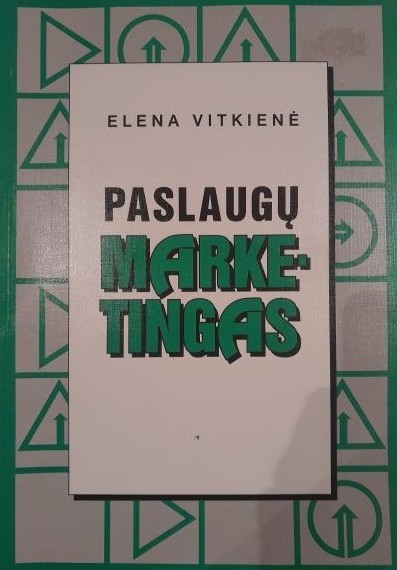 ELENA VITKIENĖ
PASLAUGŲ
MARKE-
TINGAS